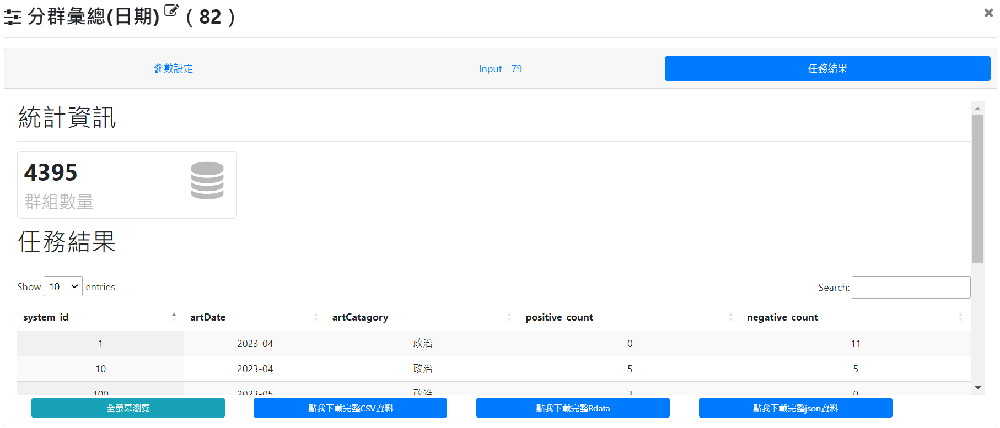 分群彙總(日期) ( 82 )
參數設定 Input - 79 任務結果
統計資訊
4395
群組數量
任務結果
Show 10 entries Search:
system_id artDate artCatagory positive_count negative_count
1 2023-04 政治 0 11
10 2023-04 政治 5 5
100 2023-05 政治 3 0
全螢幕瀏覽 點我下載完整CSV資料 點我下載完整Rdata 點我下載完整json資料